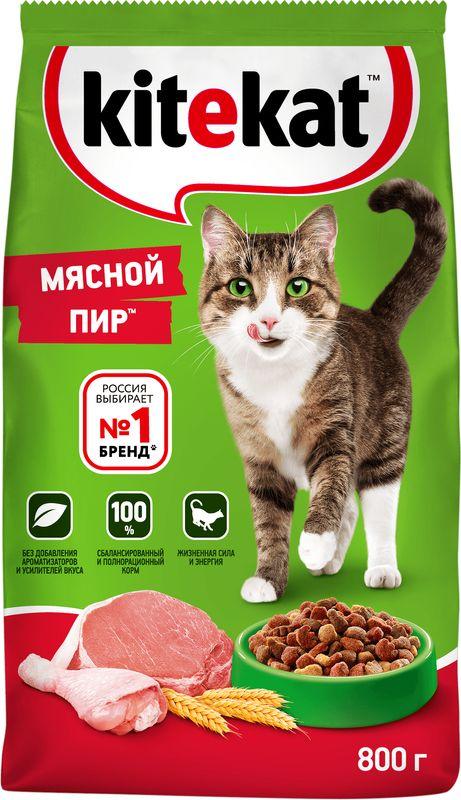 kitekat™
МЯСНОЙ
ПИР™
РОССИЯ
ВЫБИРАЕТ
№1
БРЕНД*
БЕЗ ДОБАВЛЕНИЯ
АРОМАТИЗАТОРОВ
И УСИЛИТЕЛЕЙ ВКУСА
100%
СБАЛАНСИРОВАННЫЙ
И ПОЛНОРАЦИОННЫЙ
КОРМ
ЖИЗНЕННАЯ СИЛА
И ЭНЕРГИЯ
800 г